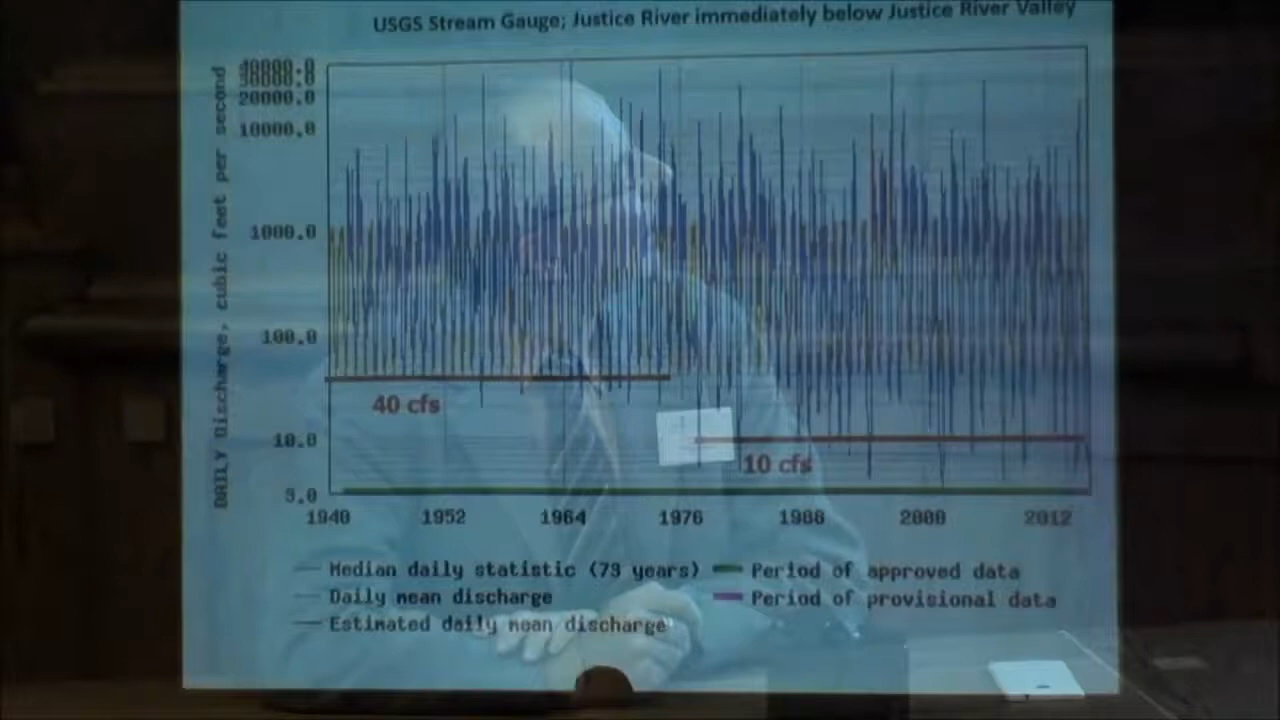 USGS Stream Gauge; Justice River immediately below Justice River Valley
DAILY Discharge, cubic feet per second
20000.0
10000.0
1000.0
100.0
10.0
3.0
40 cfs
10 cfs
1940 1952 1964 1976 1988 2000 2012
Median daily statistic (73 years)
Daily mean discharge
Estimated daily mean discharge
Period of approved data
Period of provisional data